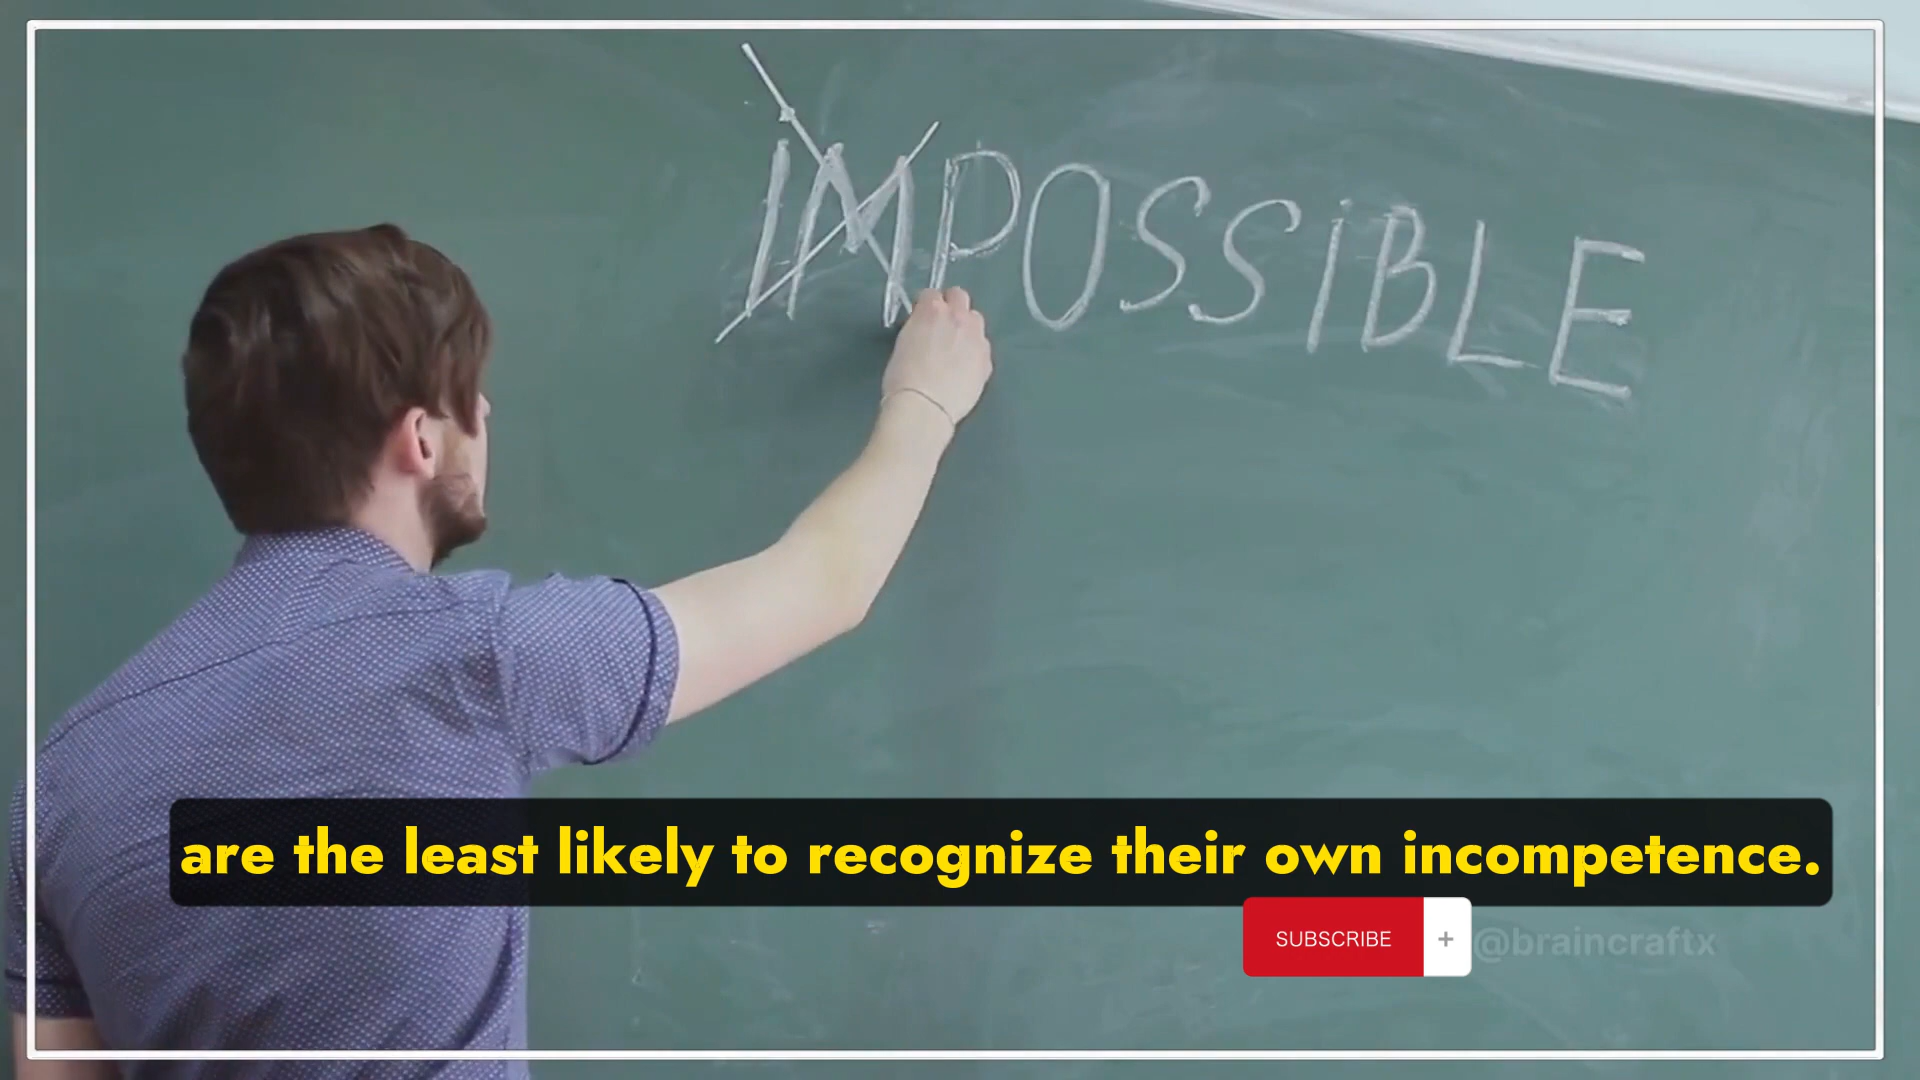 IMPOSSIBLE
are the least likely to recognize their own incompetence.
SUBSCRIBE +
@braincraftx